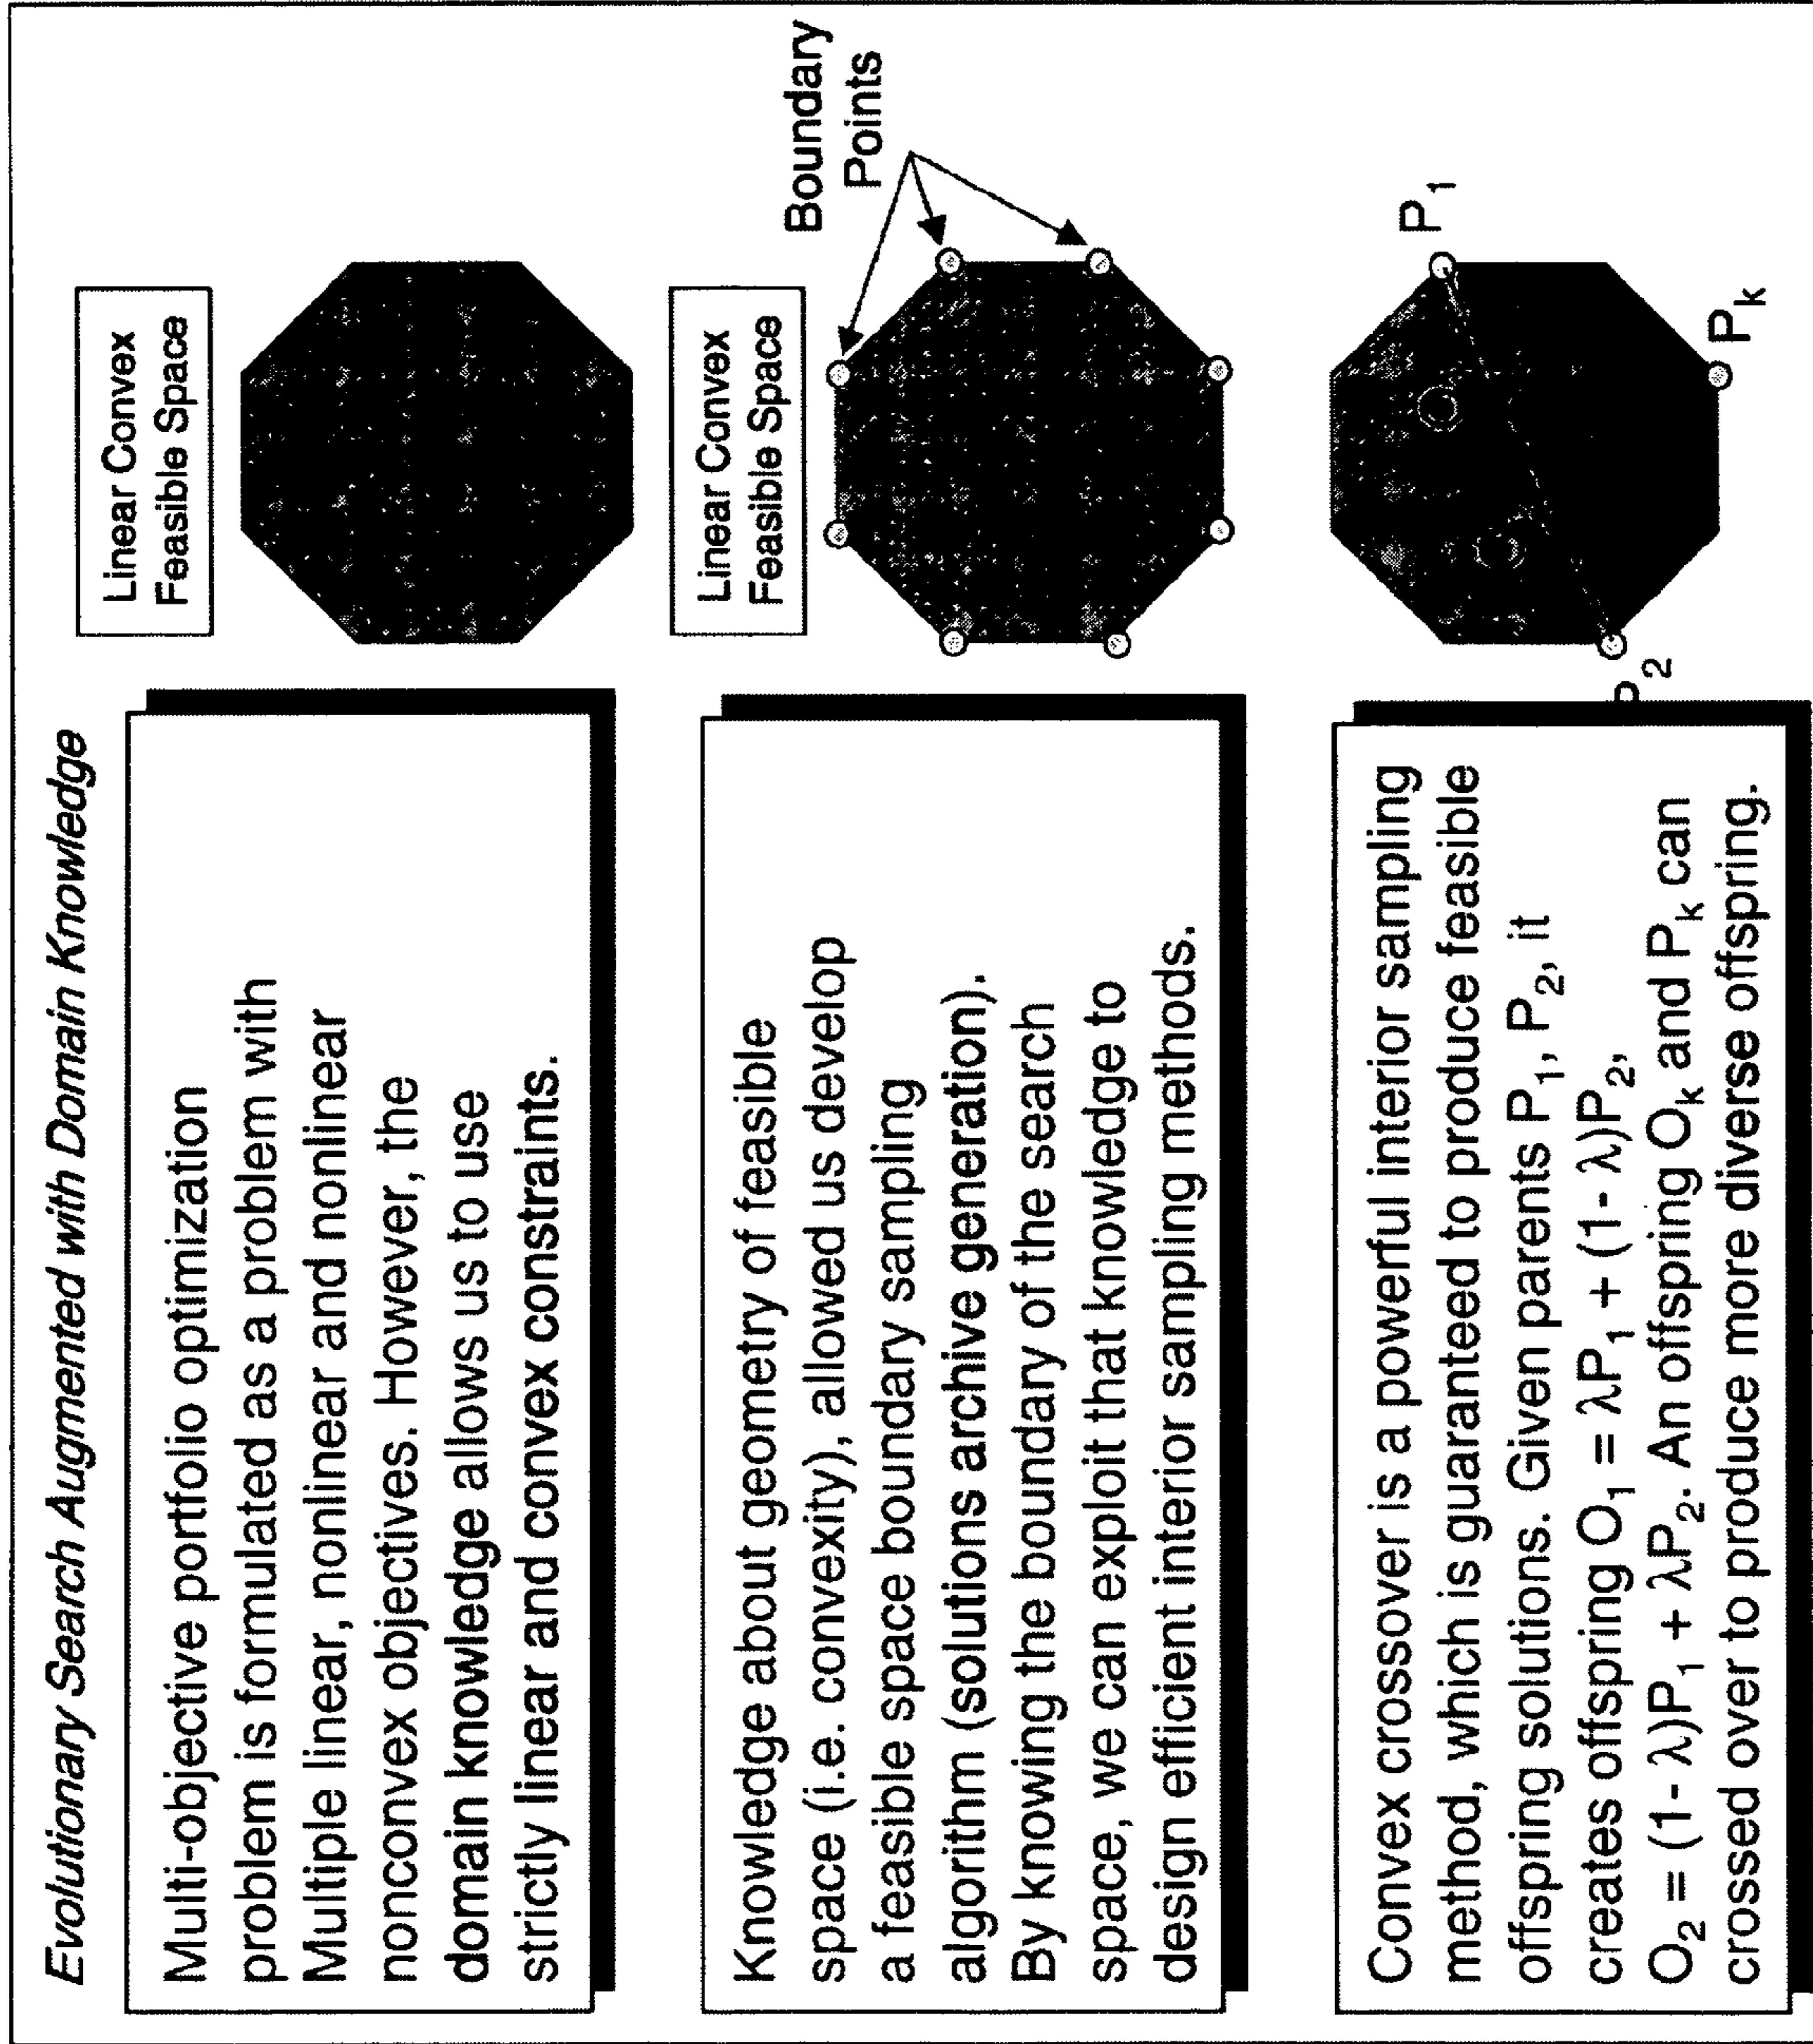 Evolutionary Search Augmented with Domain Knowledge
Multi-objective portfolio optimization
problem is formulated as a problem with
Multiple linear, nonlinear and nonlinear
nonconvex objectives. However, the
domain knowledge allows us to use
strictly linear and convex constraints.
Linear Convex
Feasible Space
Knowledge about geometry of feasible
space (i.e. convexity), allowed us develop
a feasible space boundary sampling
algorithm (solutions archive generation).
By knowing the boundary of the search
space, we can exploit that knowledge to
design efficient interior sampling methods.
Linear Convex
Feasible Space
Boundary
Points
Convex crossover is a powerful interior sampling
method, which is guaranteed to produce feasible
offspring solutions. Given parents P₁, P₂, it
creates offspring O₁ = λP₁ + (1- λ)P₂,
O₂ = (1- λ)P₁ + λP₂. An offspring Oₖ and Pₖ can
crossed over to produce more diverse offspring.
P₁
P₂
Pₖ